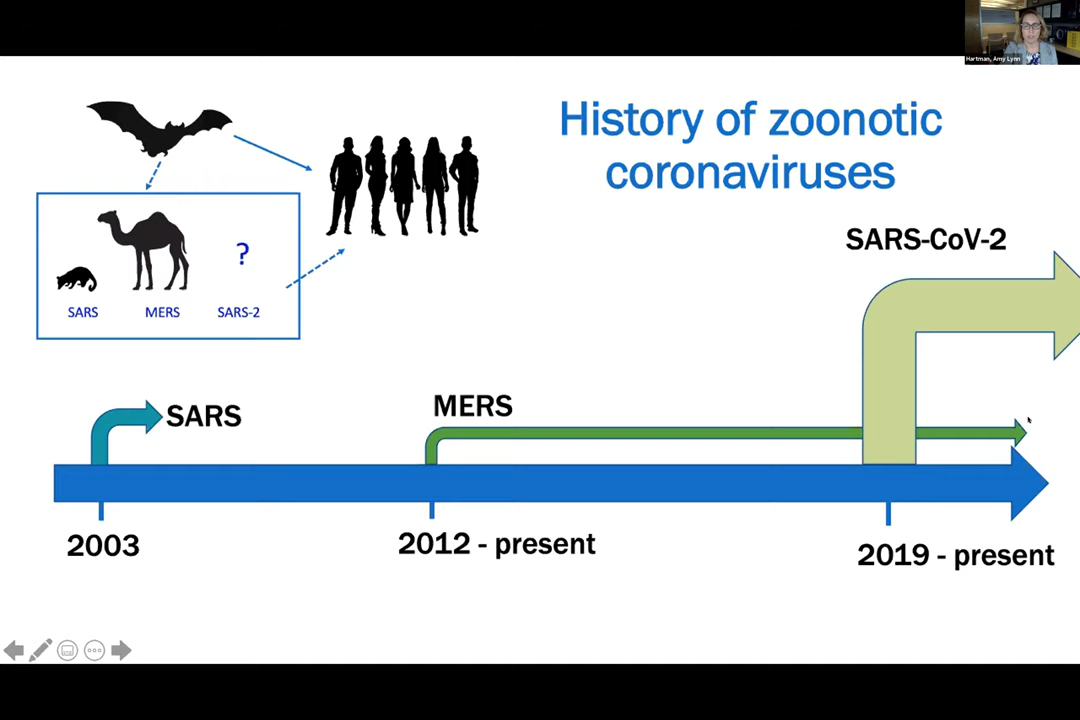 Hartman, Amy Lynn
History of zoonotic
coronaviruses
?
SARS
MERS
SARS-2
SARS-CoV-2
SARS
MERS
2003
2012 - present
2019 - present